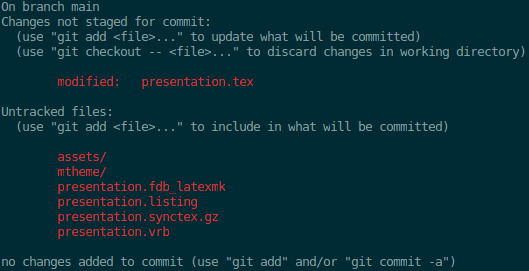 On branch main
Changes not staged for commit:
  (use "git add <file>..." to update what will be committed)
  (use "git checkout -- <file>..." to discard changes in working directory)

        modified:   presentation.tex

Untracked files:
  (use "git add <file>..." to include in what will be committed)

        assets/
        mtheme/
        presentation.fdb_latexmk
        presentation.listing
        presentation.synctex.gz
        presentation.vrb

no changes added to commit (use "git add" and/or "git commit -a")